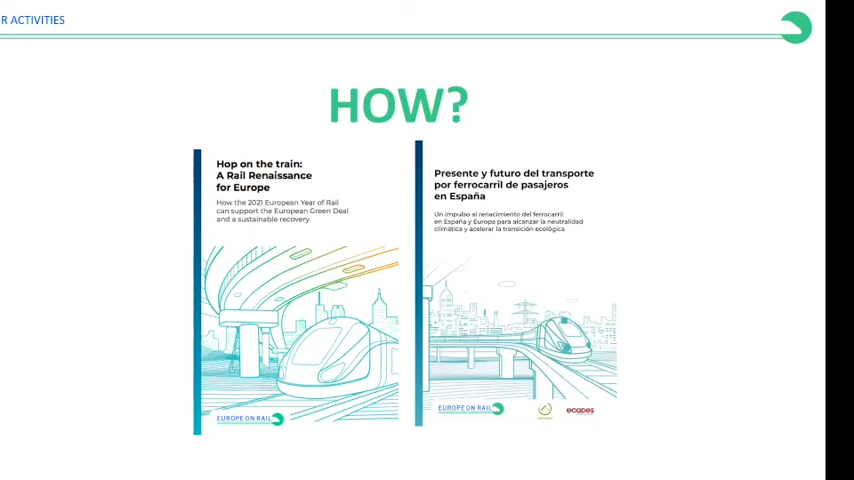 R ACTIVITIES
HOW?
Hop on the train:
A Rail Renaissance
for Europe
How the 2021 European Year of Rail
can support the European Green Deal
and a sustainable recovery
EUROPE ON RAIL
Presente y futuro del transporte
por ferrocarril de pasajeros
en España
Un impulso al renacimiento del ferrocarril
en España y Europa para alcanzar la neutralidad
climática y acelerar la transición ecológica
EUROPE ON RAIL
ecodes